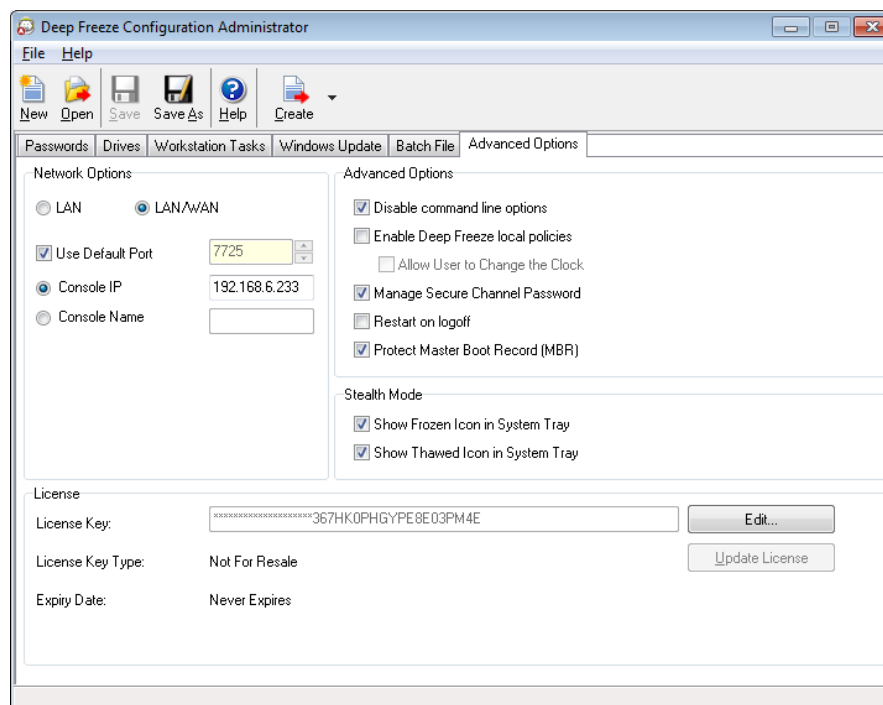 Deep Freeze Configuration Administrator
File Help
New Open Save Save As Help Create
Passwords Drives Workstation Tasks Windows Update Batch File Advanced Options
Network Options
LAN LAN/WAN
Use Default Port 7725
Console IP 192.168.6.233
Console Name
Advanced Options
Disable command line options
Enable Deep Freeze local policies
Allow User to Change the Clock
Manage Secure Channel Password
Restart on logoff
Protect Master Boot Record (MBR)
Stealth Mode
Show Frozen Icon in System Tray
Show Thawed Icon in System Tray
License
License Key: ********************367HK0PHGYPE8E03PM4E Edit...
License Key Type: Not For Resale Update License
Expiry Date: Never Expires